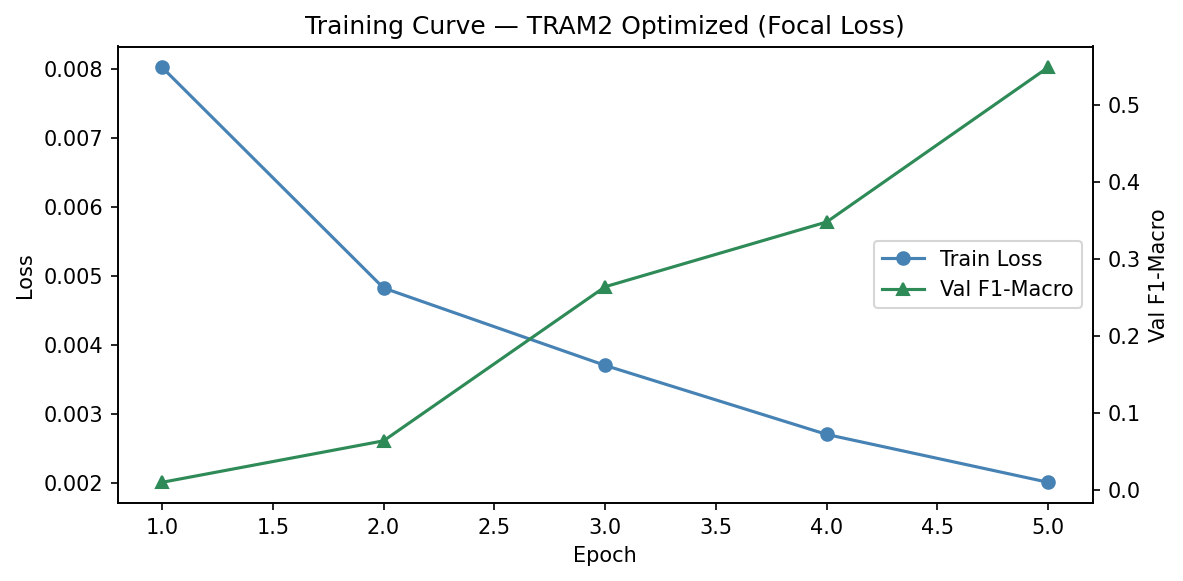 Training Curve — TRAM2 Optimized (Focal Loss)
0.008
0.007
0.006
0.005
0.004
0.003
0.002
Loss
0.5
0.4
0.3
0.2
0.1
0.0
Val F1-Macro
Train Loss
Val F1-Macro
1.0 1.5 2.0 2.5 3.0 3.5 4.0 4.5 5.0
Epoch